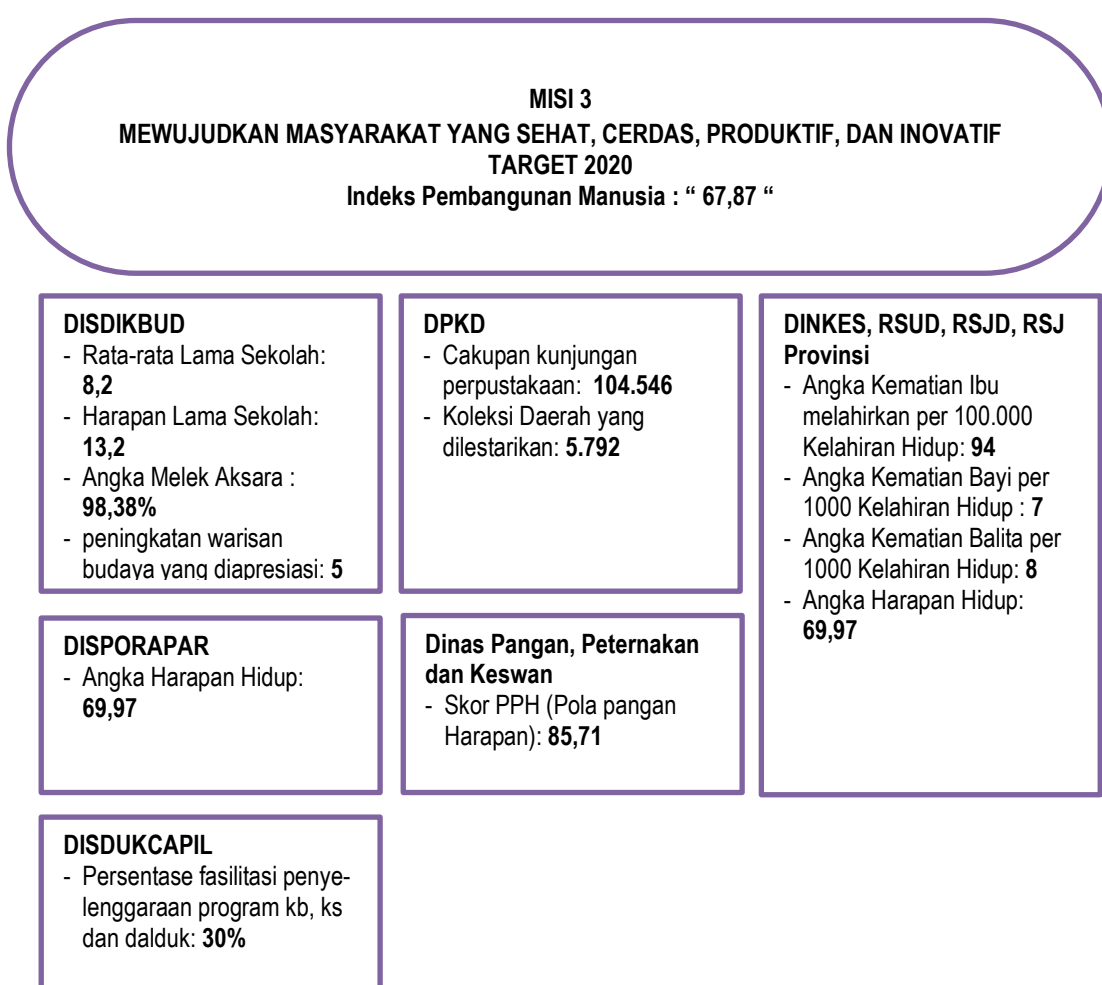 MISI 3
MEWUJUDKAN MASYARAKAT YANG SEHAT, CERDAS, PRODUKTIF, DAN INOVATIF
TARGET 2020
Indeks Pembangunan Manusia : “ 67,87 “
DISDIKBUD
- Rata-rata Lama Sekolah:
8,2
- Harapan Lama Sekolah:
13,2
- Angka Melek Aksara :
98,38%
- peningkatan warisan
budaya yang diapresiasi: 5
DPKD
- Cakupan kunjungan
perpustakaan: 104.546
- Koleksi Daerah yang
dilestarikan: 5.792
DINKES, RSUD, RSJD, RSJ
Provinsi
- Angka Kematian Ibu
melahirkan per 100.000
Kelahiran Hidup: 94
- Angka Kematian Bayi per
1000 Kelahiran Hidup : 7
- Angka Kematian Balita per
1000 Kelahiran Hidup: 8
- Angka Harapan Hidup:
69,97
DISPORAPAR
- Angka Harapan Hidup:
69,97
Dinas Pangan, Peternakan
dan Keswan
- Skor PPH (Pola pangan
Harapan): 85,71
DISDUKCAPIL
- Persentase fasilitasi penye-
lenggaraan program kb, ks
dan dalduk: 30%